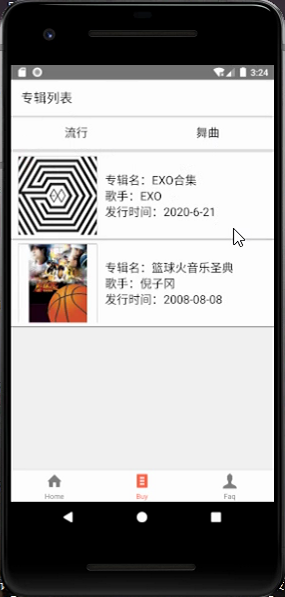 3:24
专辑列表
流行 舞曲
EXO
专辑名：EXO合集
歌手：EXO
发行时间：2020-6-21
专辑名：篮球火音乐圣典
歌手：倪子冈
发行时间：2008-08-08
Home Buy Faq